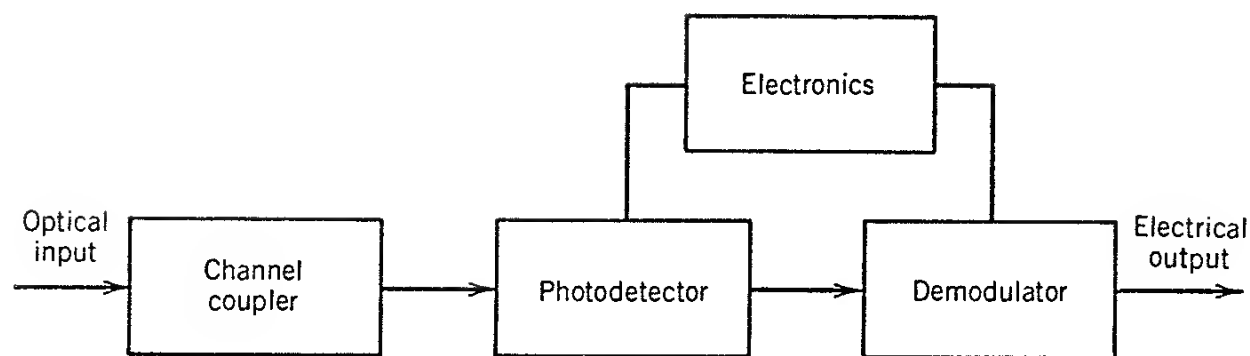 Electronics
Optical
input
Channel
coupler
Photodetector
Demodulator
Electrical
output